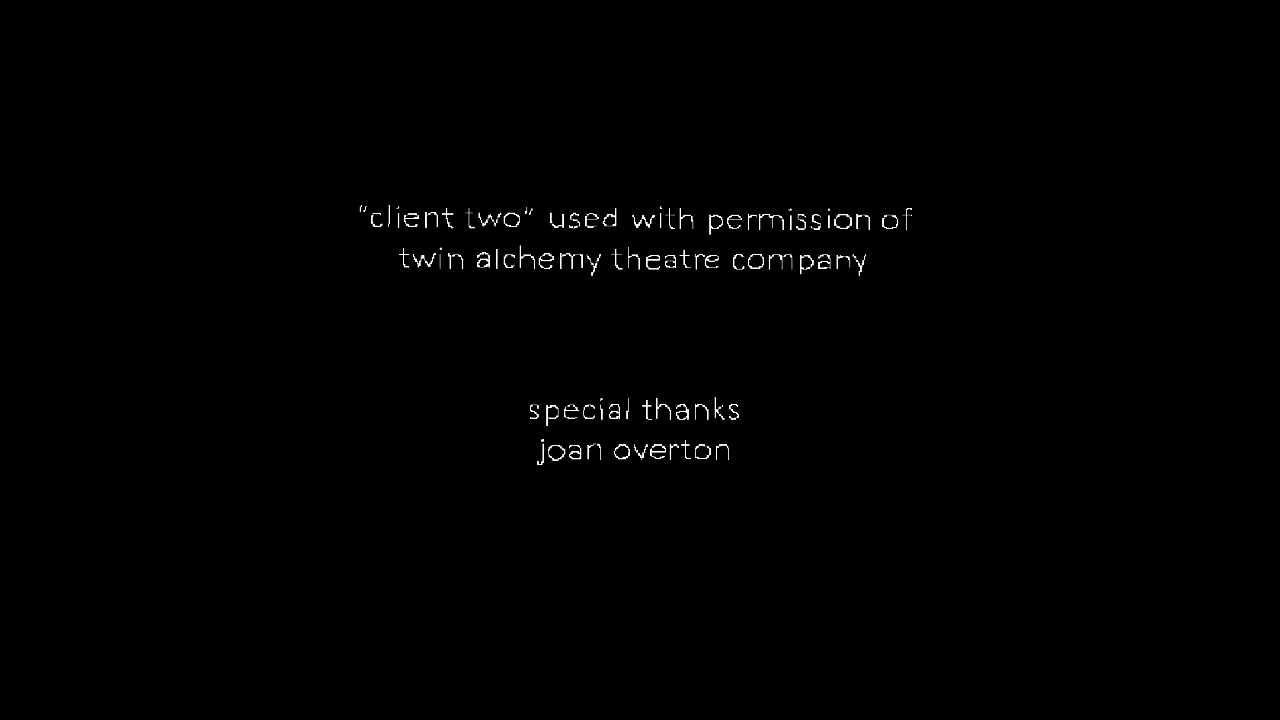 "client two" used with permission of
twin alchemy theatre company
special thanks
joan overton